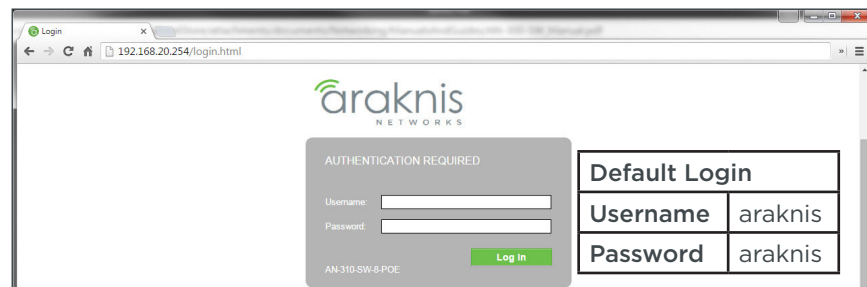 Login
192.168.20.254/login.html
araknis
NETWORKS
AUTHENTICATION REQUIRED
Username:
Password:
Log In
AN-310-SW-8-POE
Default Login
Username araknis
Password araknis